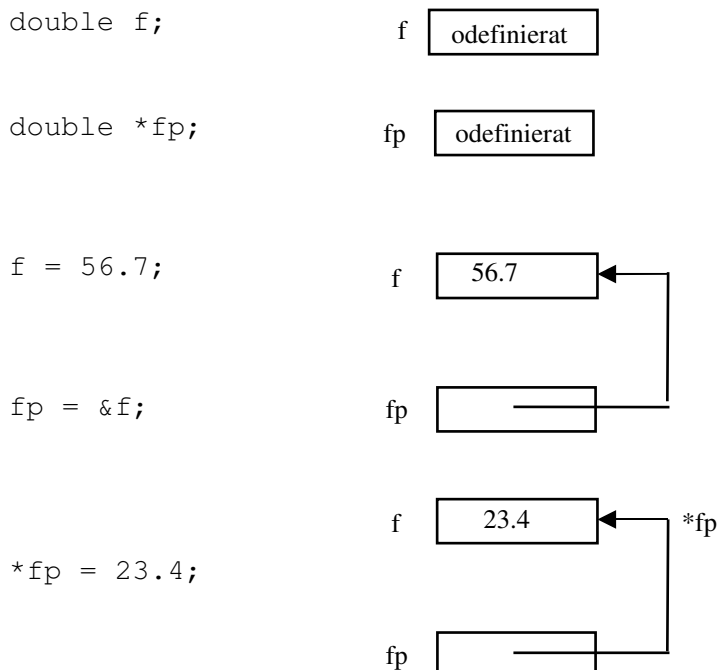 double f; f odefinierat
double *fp; fp odefinierat
f = 56.7; f 56.7
fp = &f; fp
f 23.4 *fp
*fp = 23.4;
fp